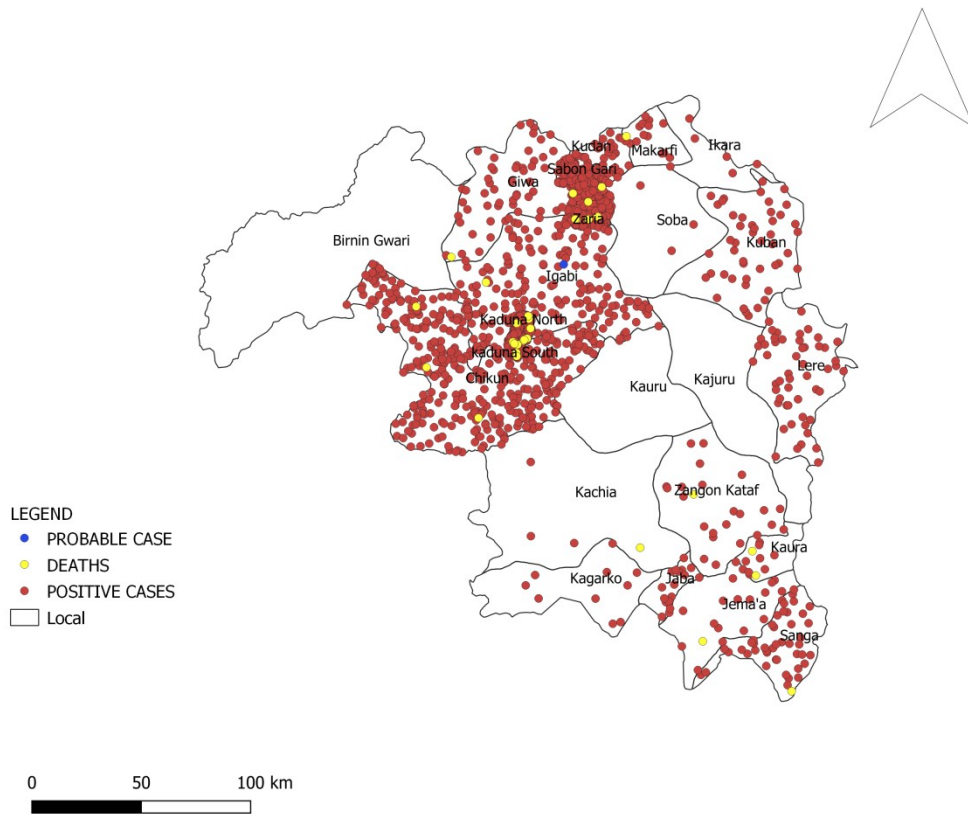 Kudan
Makarfi
Ikara
Sabon Gari
Giwa
Zaria
Soba
Birnin Gwari
Kuban
Igabi
Kaduna North
kaduna South
Chikun
Kauru
Kajuru
Lere
Kachia
Zangon Kataf
Kaura
Kagarko
Jaba
Jema'a
Sanga
LEGEND
PROBABLE CASE
DEATHS
POSITIVE CASES
Local
0 50 100 km